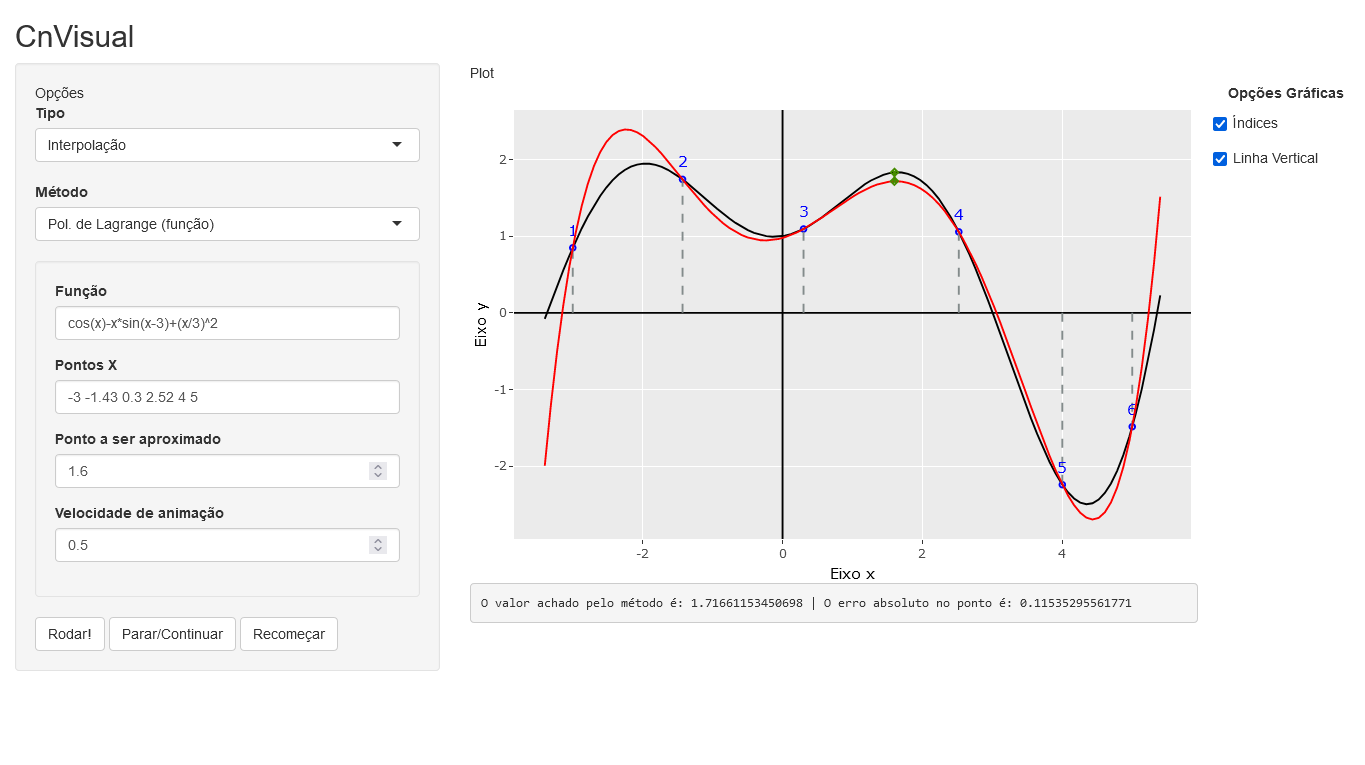 CnVisual
Opções
Tipo
Interpolação
Método
Pol. de Lagrange (função)
Função
cos(x)-x*sin(x-3)+(x/3)^2
Pontos X
-3 -1.43 0.3 2.52 4 5
Ponto a ser aproximado
1.6
Velocidade de animação
0.5
Rodar!
Parar/Continuar
Recomeçar
Plot
Eixo y
2
1
0
-1
-2
1
2
3
4
5
6
-2
0
2
4
Eixo x
O valor achado pelo método é: 1.71661153450698 | O erro absoluto no ponto é: 0.11535295561771
Opções Gráficas
Índices
Linha Vertical